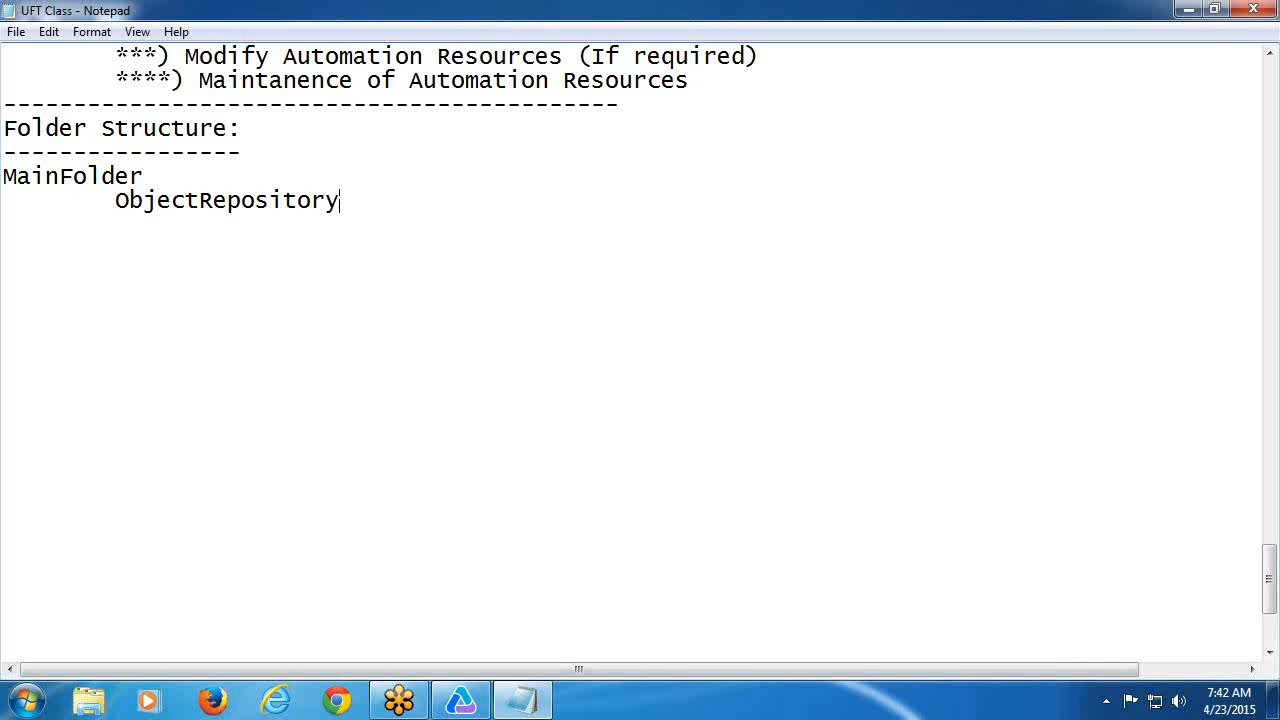 UFT Class - Notepad
File Edit Format View Help
***) Modify Automation Resources (If required)
****) Maintanence of Automation Resources
--------------------------------------------
Folder Structure:
-----------------
MainFolder
ObjectRepository
7:42 AM
4/23/2015